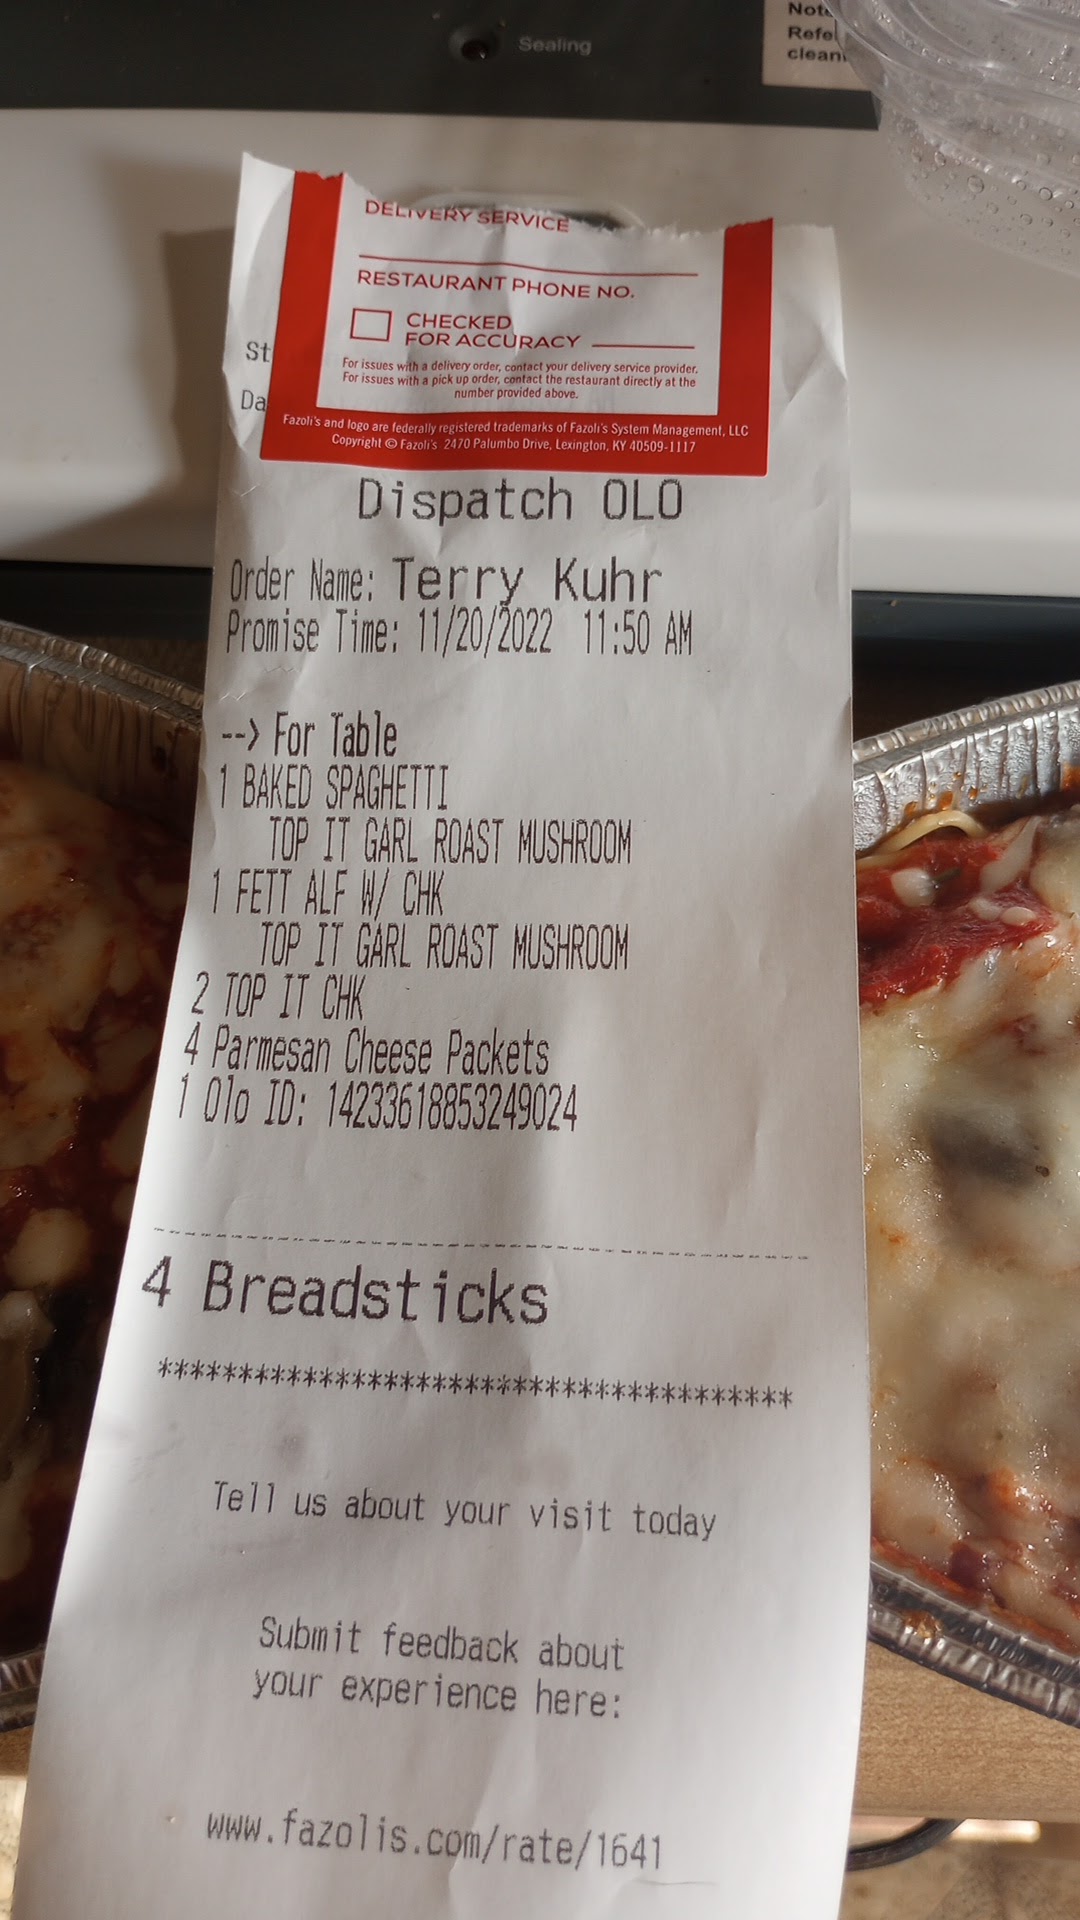 Sealing
Note
Refe
clean
DELIVERY SERVICE
RESTAURANT PHONE NO.
CHECKED
FOR ACCURACY
For issues with a delivery order, contact your delivery service provider.
For issues with a pick up order, contact the restaurant directly at the
number provided above.
St
Da
Fazoli's and logo are federally registered trademarks of Fazoli's System Management, LLC
Copyright © Fazoli's 2470 Palumbo Drive, Lexington, KY 40509-1117
Dispatch OLO
Order Name: Terry Kuhr
Promise Time: 11/20/2022 11:50 AM
--> For Table
1 BAKED SPAGHETTI
TOP IT GARL ROAST MUSHROOM
1 FETT ALF W/ CHK
TOP IT GARL ROAST MUSHROOM
2 TOP IT CHK
4 Parmesan Cheese Packets
1 Olo ID: 14233618853249024
4 Breadsticks
****************************************
Tell us about your visit today
Submit feedback about
your experience here:
www.fazolis.com/rate/1641